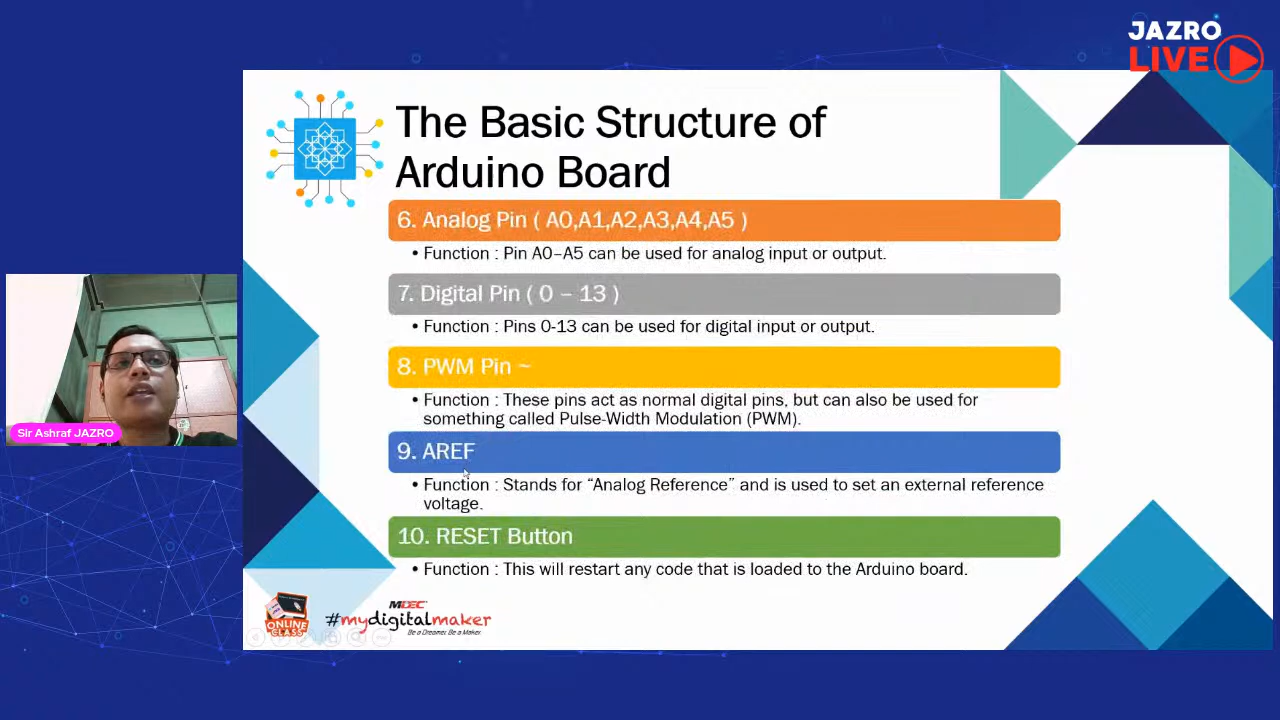 JAZRO
LIVE
The Basic Structure of
Arduino Board
6. Analog Pin ( A0,A1,A2,A3,A4,A5 )
• Function : Pin A0–A5 can be used for analog input or output.
7. Digital Pin ( 0 – 13 )
• Function : Pins 0-13 can be used for digital input or output.
8. PWM Pin ~
• Function : These pins act as normal digital pins, but can also be used for
something called Pulse-Width Modulation (PWM).
9. AREF
• Function : Stands for “Analog Reference” and is used to set an external reference
voltage.
10. RESET Button
• Function : This will restart any code that is loaded to the Arduino board.
Sir Ashraf JAZRO
ONLINE
CLASS
MDEC
#mydigitalmaker
Be a Dreamer. Be a Maker.